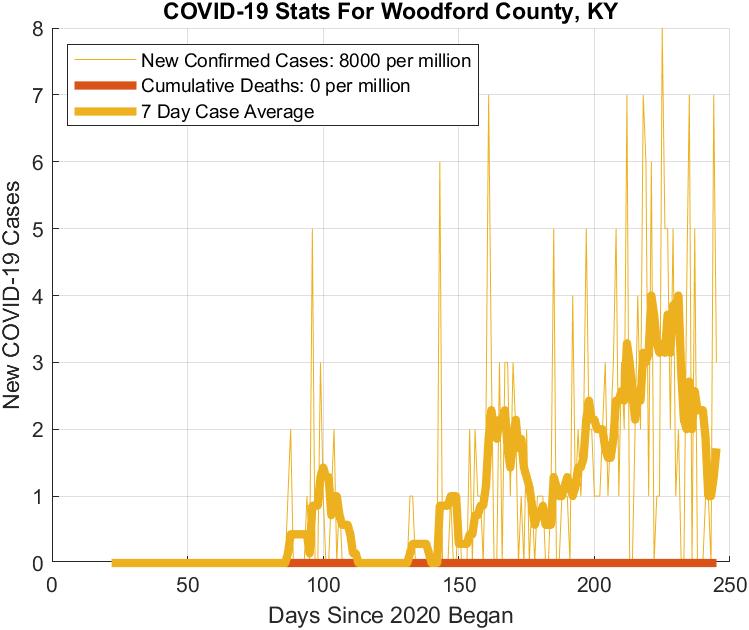 COVID-19 Stats For Woodford County, KY
New Confirmed Cases: 8000 per million
Cumulative Deaths: 0 per million
7 Day Case Average
New COVID-19 Cases
8
7
6
5
4
3
2
1
0
0 50 100 150 200 250
Days Since 2020 Began